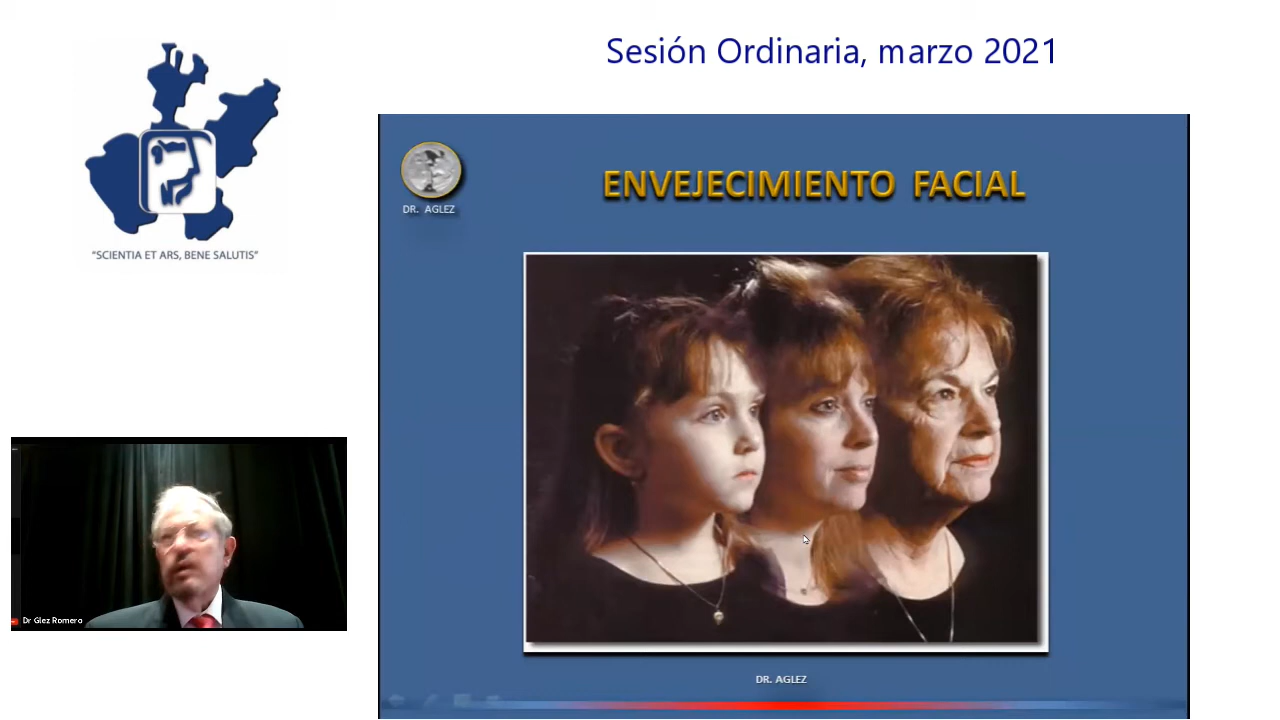 Sesión Ordinaria, marzo 2021
“SCIENTIA ET ARS, BENE SALUTIS”
DR. AGLEZ
ENVEJECIMIENTO FACIAL
DR. AGLEZ
Dr Glez Romero